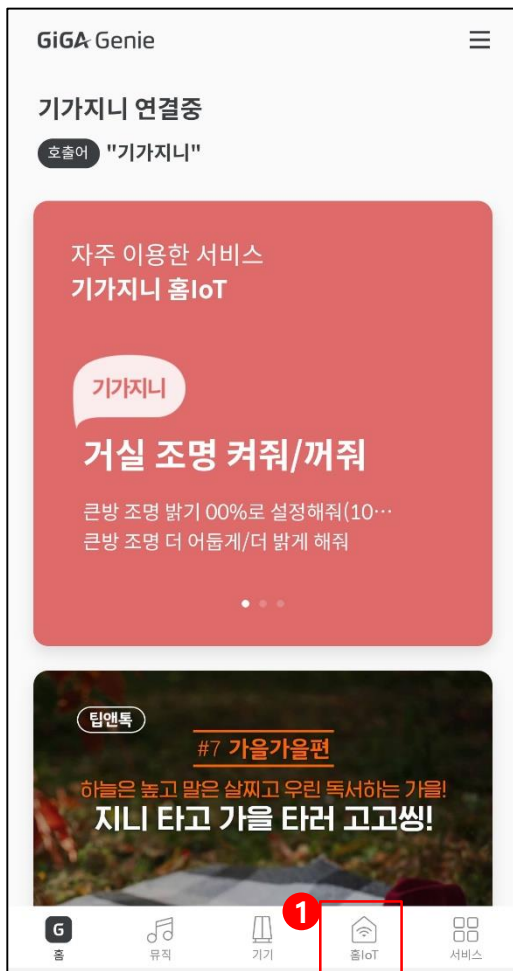 GiGA Genie
기가지니 연결중
호출어 "기가지니"
자주 이용한 서비스
기가지니 홈IoT
기가지니
거실 조명 켜줘/꺼줘
큰방 조명 밝기 00%로 설정해줘(10⋯
큰방 조명 더 어둡게/더 밝게 해줘
팁앤톡
#7 가을가을편
하늘은 높고 말은 살찌고 우린 독서하는 가을!
지니 타고 가을 타러 고고씽!
1
G
홈 뮤직 기기 홈IoT 서비스